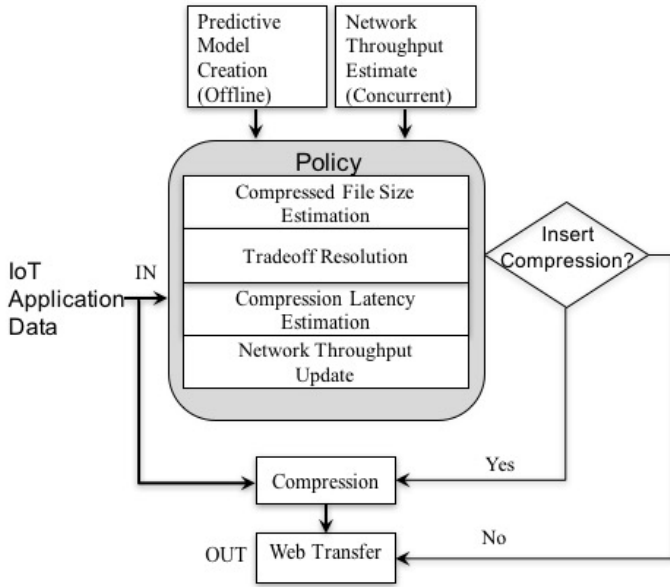 Predictive
Model
Creation
(Offline)
Network
Throughput
Estimate
(Concurrent)
Policy
Compressed File Size
Estimation
Tradeoff Resolution
Compression Latency
Estimation
Network Throughput
Update
Insert
Compression?
IoT
Application
Data
IN
Yes
Compression
No
OUT
Web Transfer